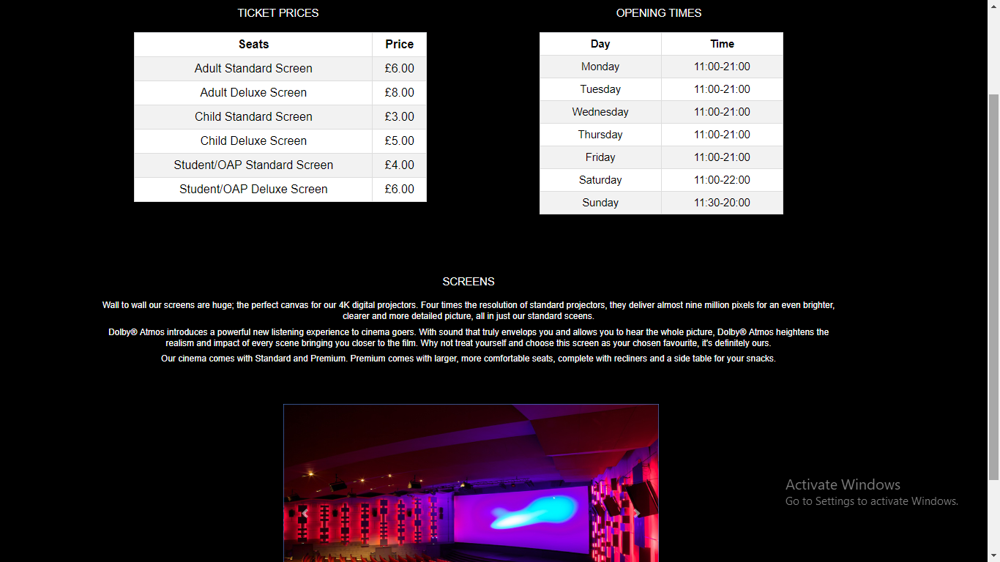 TICKET PRICES
Seats Price
Adult Standard Screen £6.00
Adult Deluxe Screen £8.00
Child Standard Screen £3.00
Child Deluxe Screen £5.00
Student/OAP Standard Screen £4.00
Student/OAP Deluxe Screen £6.00
OPENING TIMES
Day Time
Monday 11:00-21:00
Tuesday 11:00-21:00
Wednesday 11:00-21:00
Thursday 11:00-21:00
Friday 11:00-21:00
Saturday 11:00-22:00
Sunday 11:30-20:00
SCREENS
Wall to wall our screens are huge; the perfect canvas for our 4K digital projectors. Four times the resolution of standard projectors, they deliver almost nine million pixels for an even brighter,
clearer and more detailed picture, all in just our standard sceens.
Dolby® Atmos introduces a powerful new listening experience to cinema goers. With sound that truly envelops you and allows you to hear the whole picture, Dolby® Atmos heightens the
realism and impact of every scene bringing you closer to the film. Why not treat yourself and choose this screen as your chosen favourite, it's definitely ours.
Our cinema comes with Standard and Premium. Premium comes with larger, more comfortable seats, complete with recliners and a side table for your snacks.
Activate Windows
Go to Settings to activate Windows.